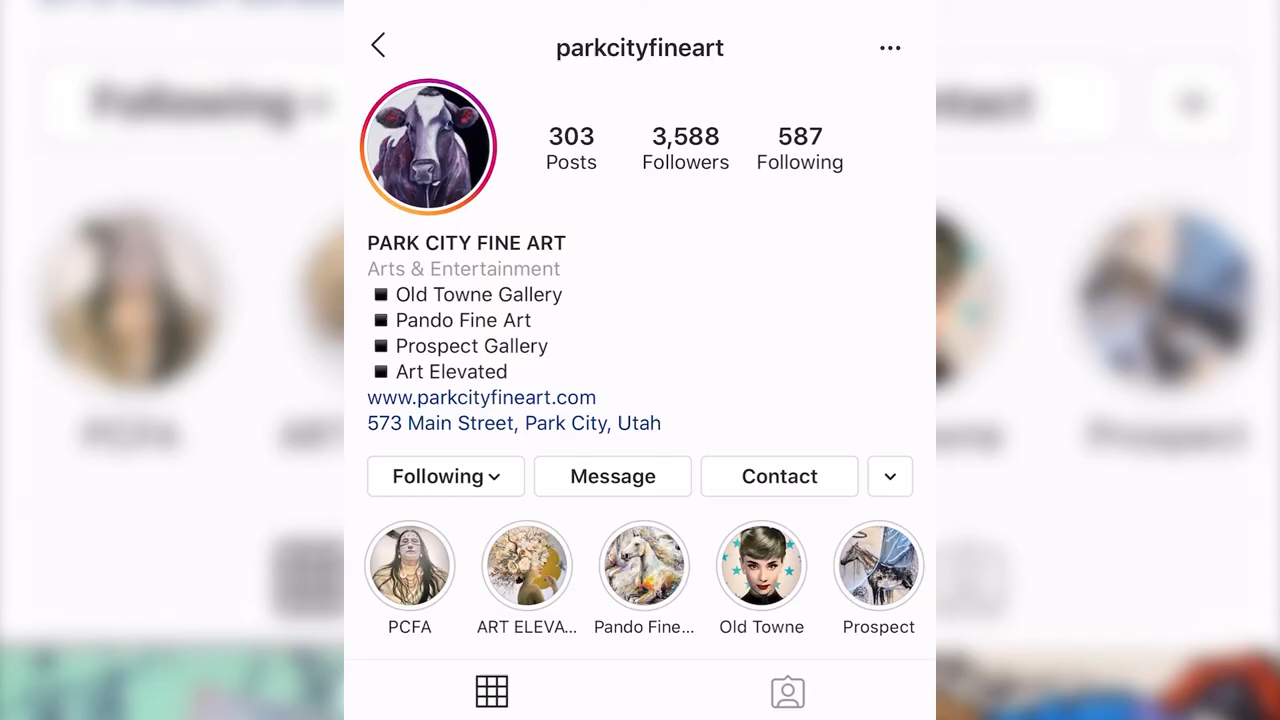 parkcityfineart
303 3,588 587
Posts Followers Following
PARK CITY FINE ART
Arts & Entertainment
Old Towne Gallery
Pando Fine Art
Prospect Gallery
Art Elevated
www.parkcityfineart.com
573 Main Street, Park City, Utah
Following Message Contact
PCFA ART ELEVA... Pando Fine... Old Towne Prospect